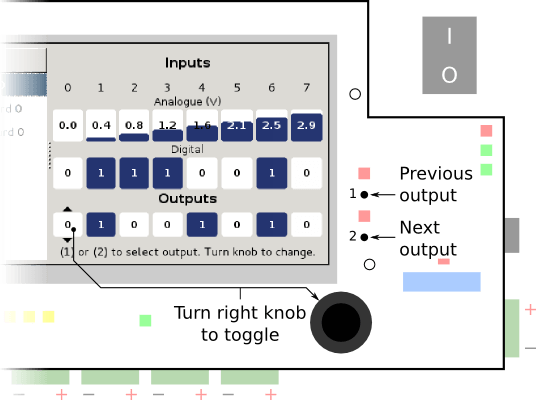 I
O
Inputs
0 1 2 3 4 5 6 7
Analogue (V)
0.0 0.4 0.8 1.2 1.6 2.1 2.5 2.9
Digital
0 1 1 1 0 0 1 0
Outputs
0 1 0 0 1 0 1 0
(1) or (2) to select output. Turn knob to change.
rd 0
rd 0
1
Previous
output
2
Next
output
Turn right knob
to toggle
+
−
− + − + − + − +